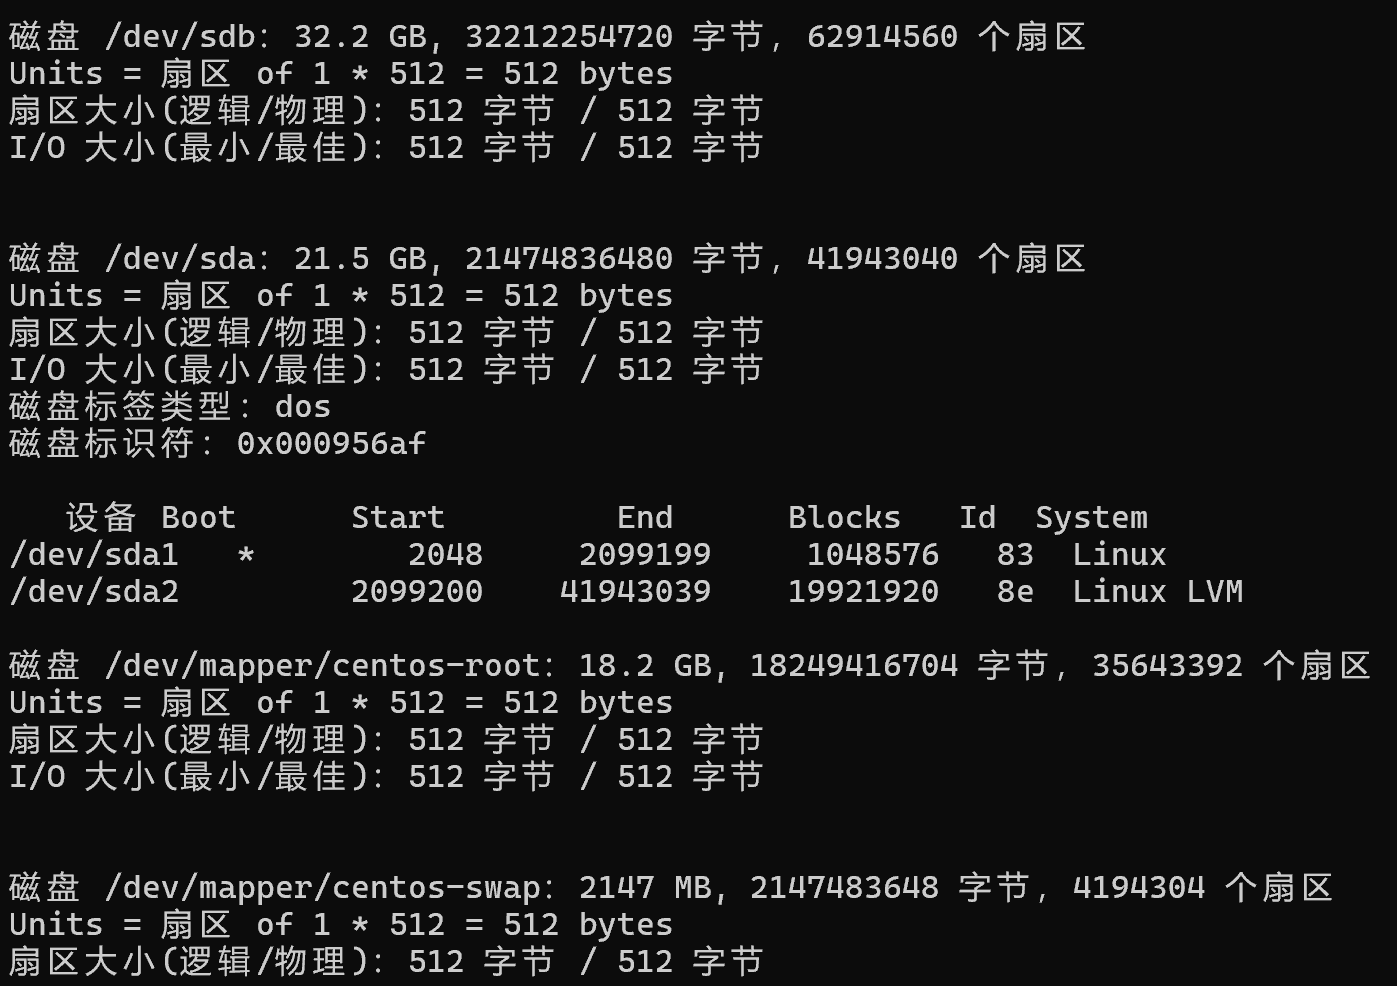 磁盘 /dev/sdb：32.2 GB, 32212254720 字节，62914560 个扇区
Units = 扇区 of 1 * 512 = 512 bytes
扇区大小(逻辑/物理)：512 字节 / 512 字节
I/O 大小(最小/最佳)：512 字节 / 512 字节
磁盘 /dev/sda：21.5 GB, 21474836480 字节，41943040 个扇区
Units = 扇区 of 1 * 512 = 512 bytes
扇区大小(逻辑/物理)：512 字节 / 512 字节
I/O 大小(最小/最佳)：512 字节 / 512 字节
磁盘标签类型：dos
磁盘标识符：0x000956af
设备 Boot      Start         End      Blocks   Id  System
/dev/sda1   *        2048     2099199     1048576   83  Linux
/dev/sda2         2099200    41943039    19921920   8e  Linux LVM
磁盘 /dev/mapper/centos-root：18.2 GB, 18249416704 字节，35643392 个扇区
Units = 扇区 of 1 * 512 = 512 bytes
扇区大小(逻辑/物理)：512 字节 / 512 字节
I/O 大小(最小/最佳)：512 字节 / 512 字节
磁盘 /dev/mapper/centos-swap：2147 MB, 2147483648 字节，4194304 个扇区
Units = 扇区 of 1 * 512 = 512 bytes
扇区大小(逻辑/物理)：512 字节 / 512 字节